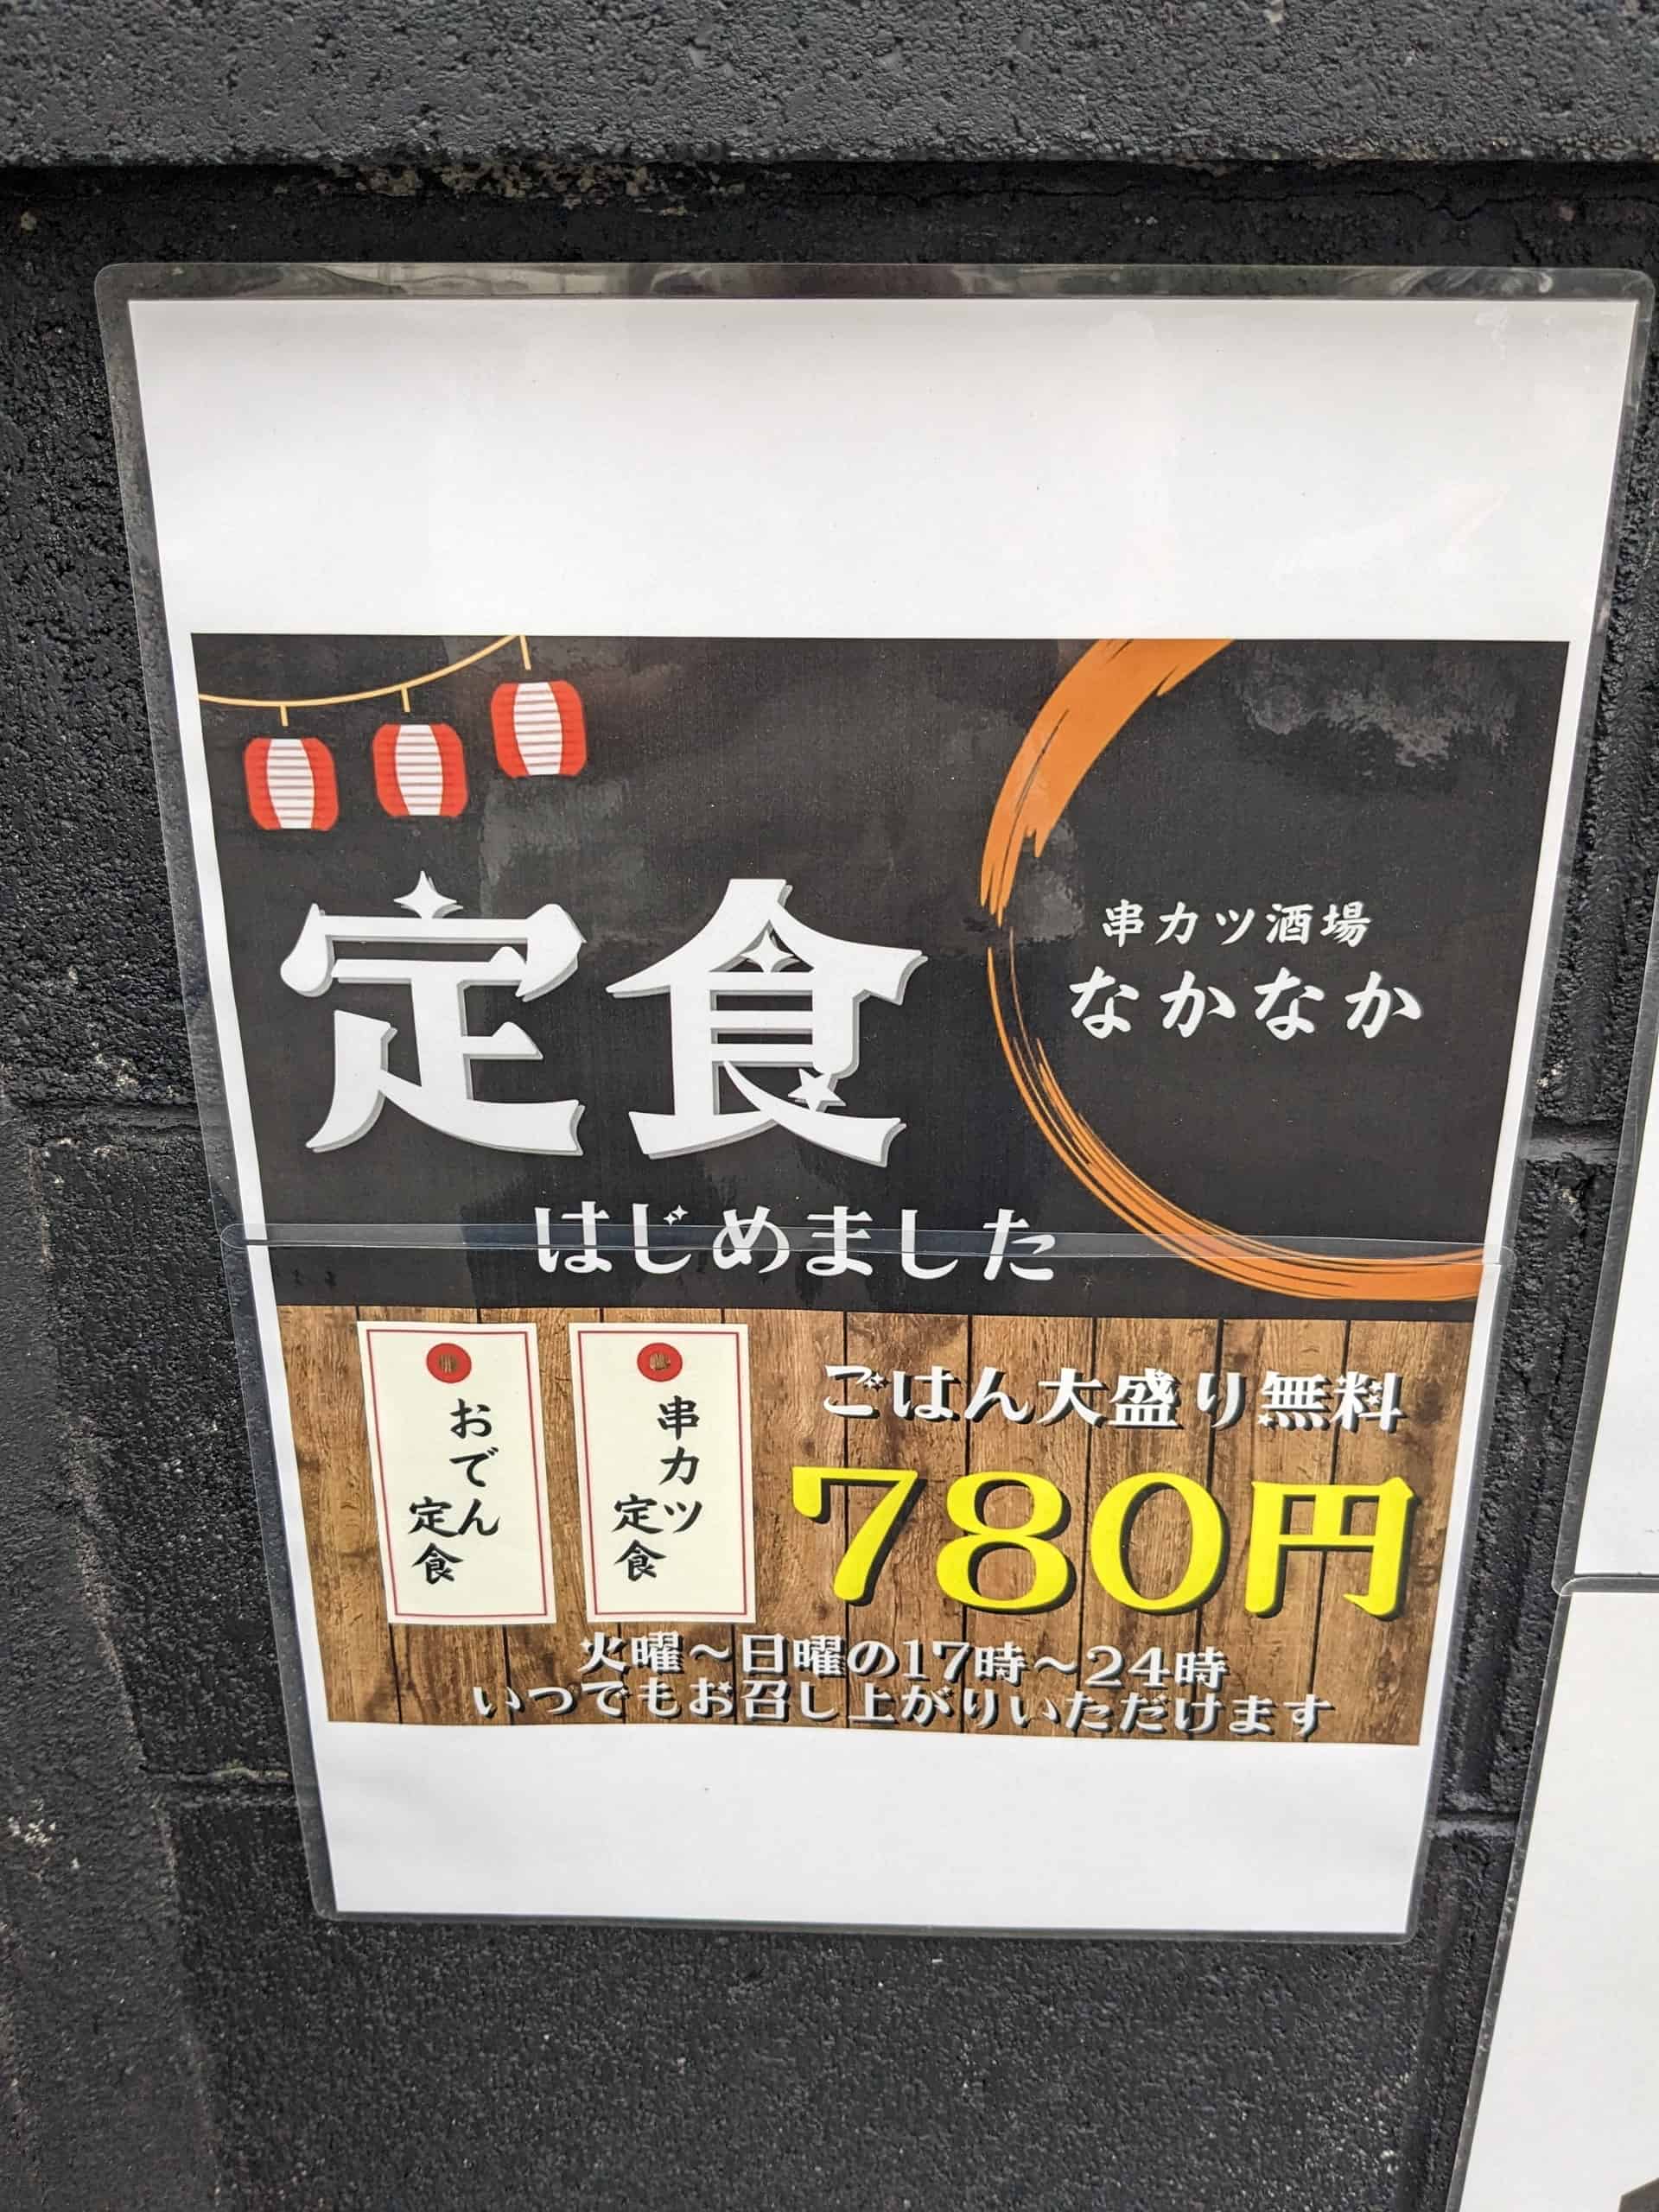 串カツ酒場
なかなか
定食
はじめました
おでん
定食
串カツ
定食
ごはん大盛り無料
780円
火曜～日曜の17時～24時
いつでもお召し上がりいただけます